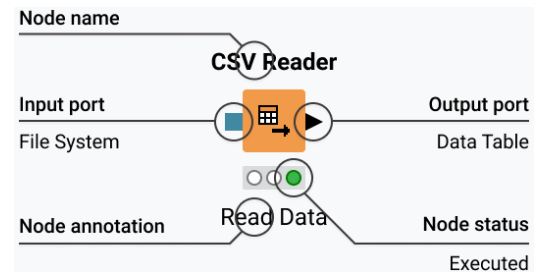 Node name
CSV Reader
Input port
Output port
File System
Data Table
Node annotation
Read Data
Node status
Executed